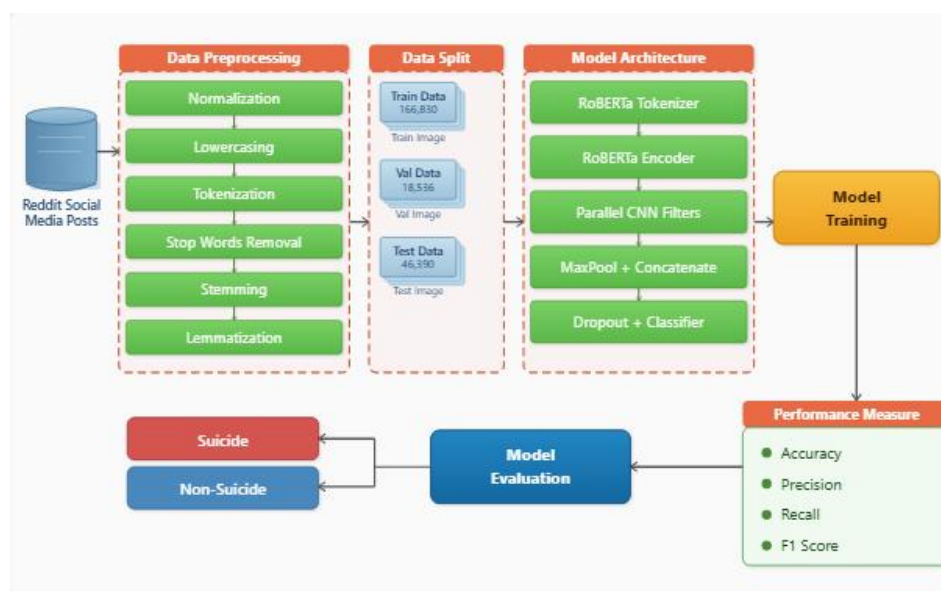 Data Preprocessing
Normalization
Lowercasing
Tokenization
Stop Words Removal
Stemming
Lemmatization
Reddit Social
Media Posts
Data Split
Train Data
166,830
Train Image
Val Data
18,536
Val Image
Test Data
46,390
Test Image
Model Architecture
RoBERTa Tokenizer
RoBERTa Encoder
Parallel CNN Filters
MaxPool + Concatenate
Dropout + Classifier
Model
Training
Performance Measure
Accuracy
Precision
Recall
F1 Score
Model
Evaluation
Suicide
Non-Suicide